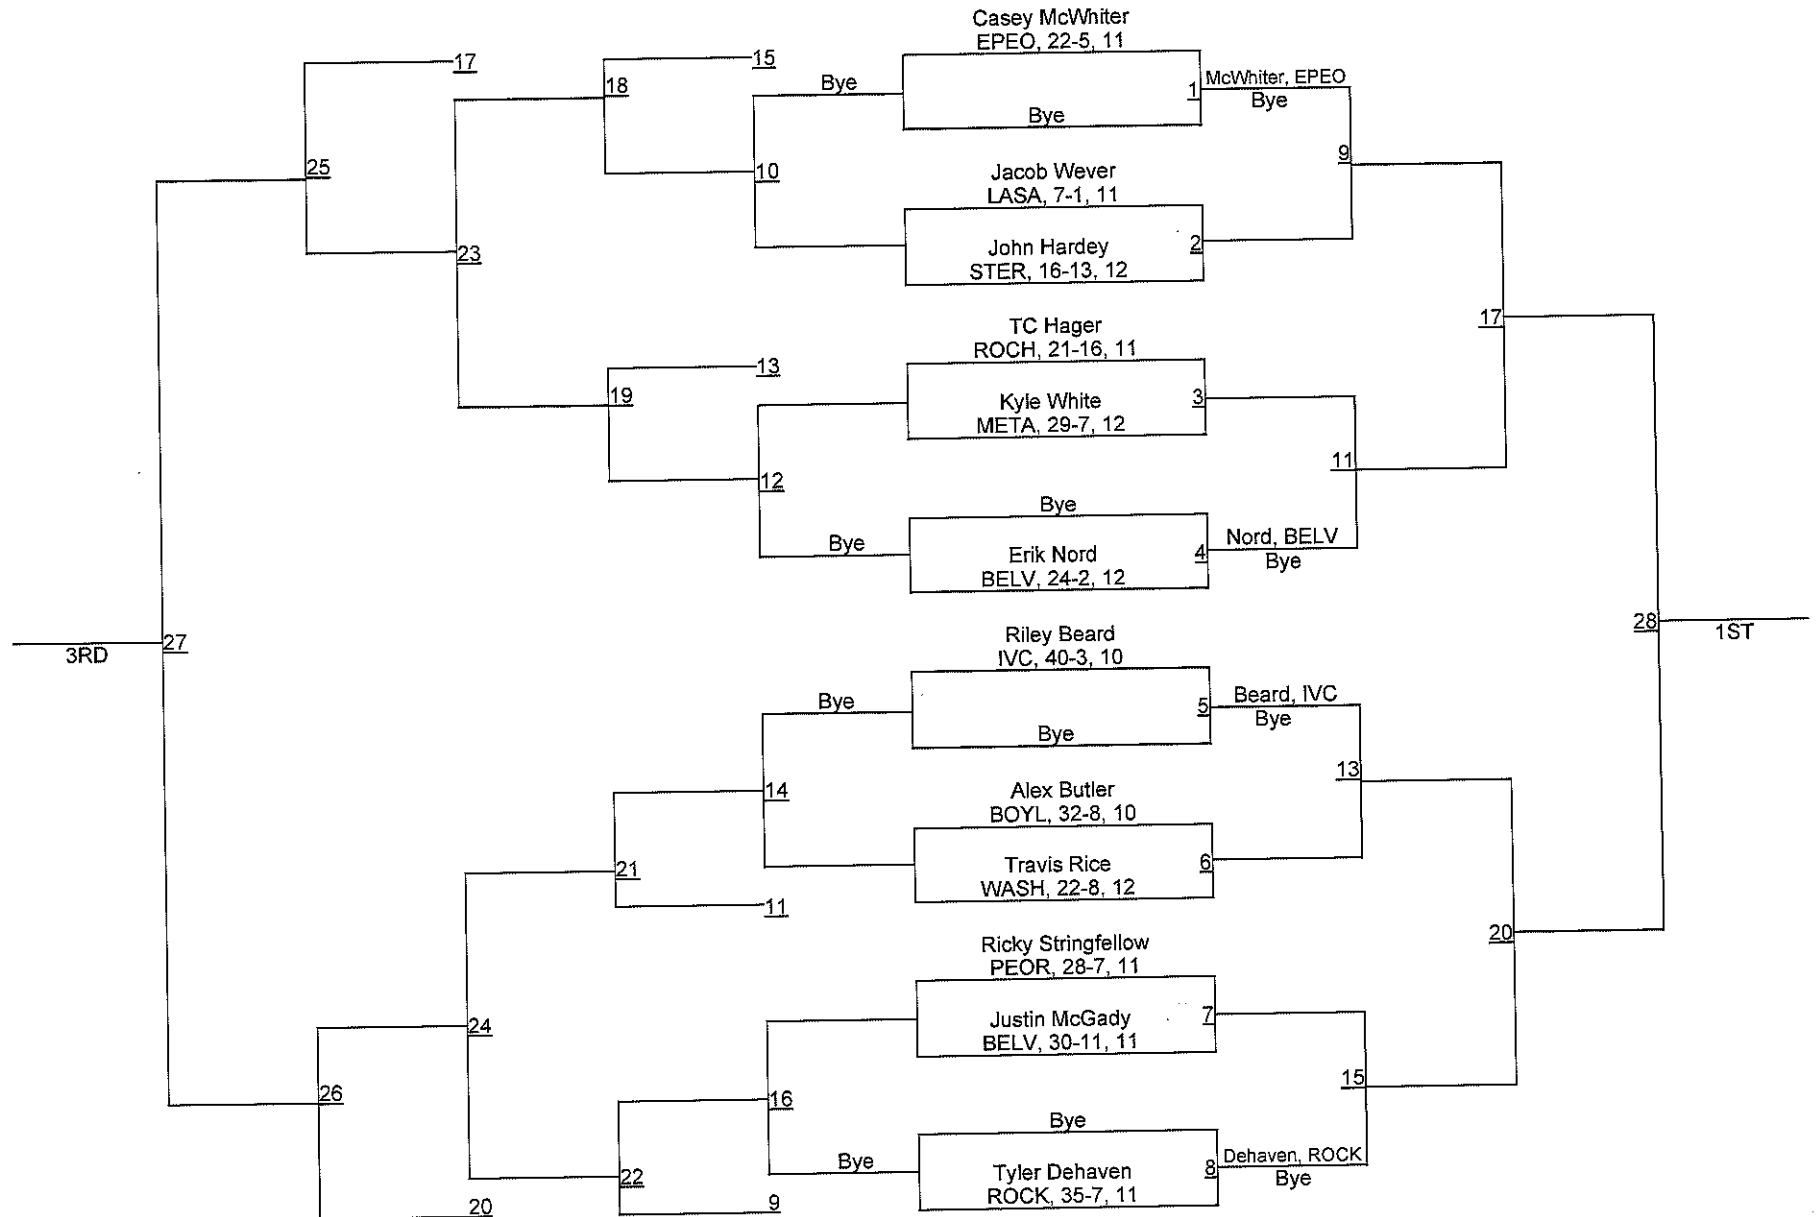 Casey McWhiter
EPEO, 22-5, 11
17
15
18
Bye
1
McWhiter, EPEO
Bye
Bye
9
25
10
Jacob Wever
LASA, 7-1, 11
23
John Hardey
2
STER, 16-13, 12
17
TC Hager
ROCH, 21-16, 11
13
19
Kyle White
3
META, 29-7, 12
11
12
Bye
Bye
Erik Nord
4
Nord, BELV
Bye
BELV, 24-2, 12
3RD
27
28
1ST
Riley Beard
IVC, 40-3, 10
Bye
5
Beard, IVC
Bye
Bye
13
14
Alex Butler
BOYL, 32-8, 10
21
Travis Rice
6
WASH, 22-8, 12
11
20
Ricky Stringfellow
PEOR, 28-7, 11
24
Justin McGady
7
BELV, 30-11, 11
15
26
16
Bye
Bye
Tyler Dehaven
8
Dehaven, ROCK
Bye
22
ROCK, 35-7, 11
20
9